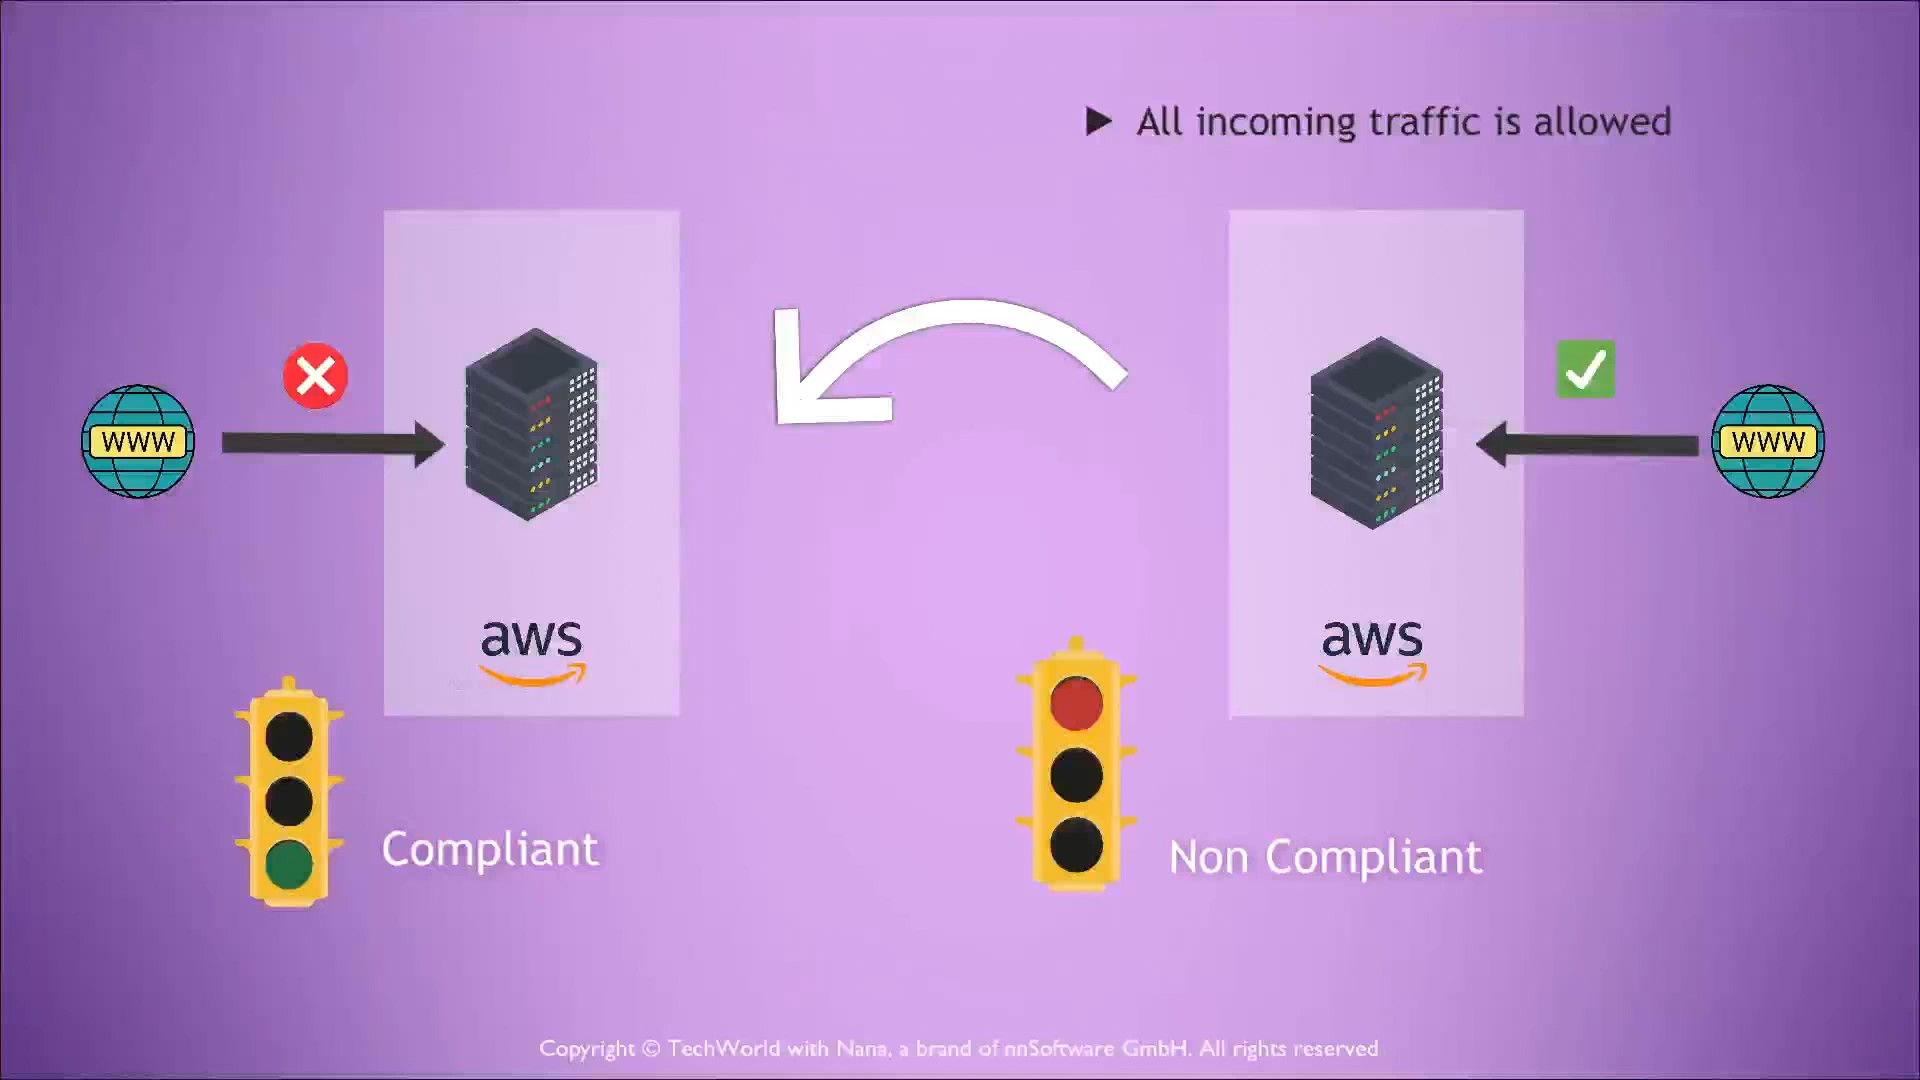 All incoming traffic is allowed
WWW
WWW
aws
aws
Compliant
Non Compliant
Copyright © TechWorld with Nana, a brand of nnSoftware GmbH. All rights reserved